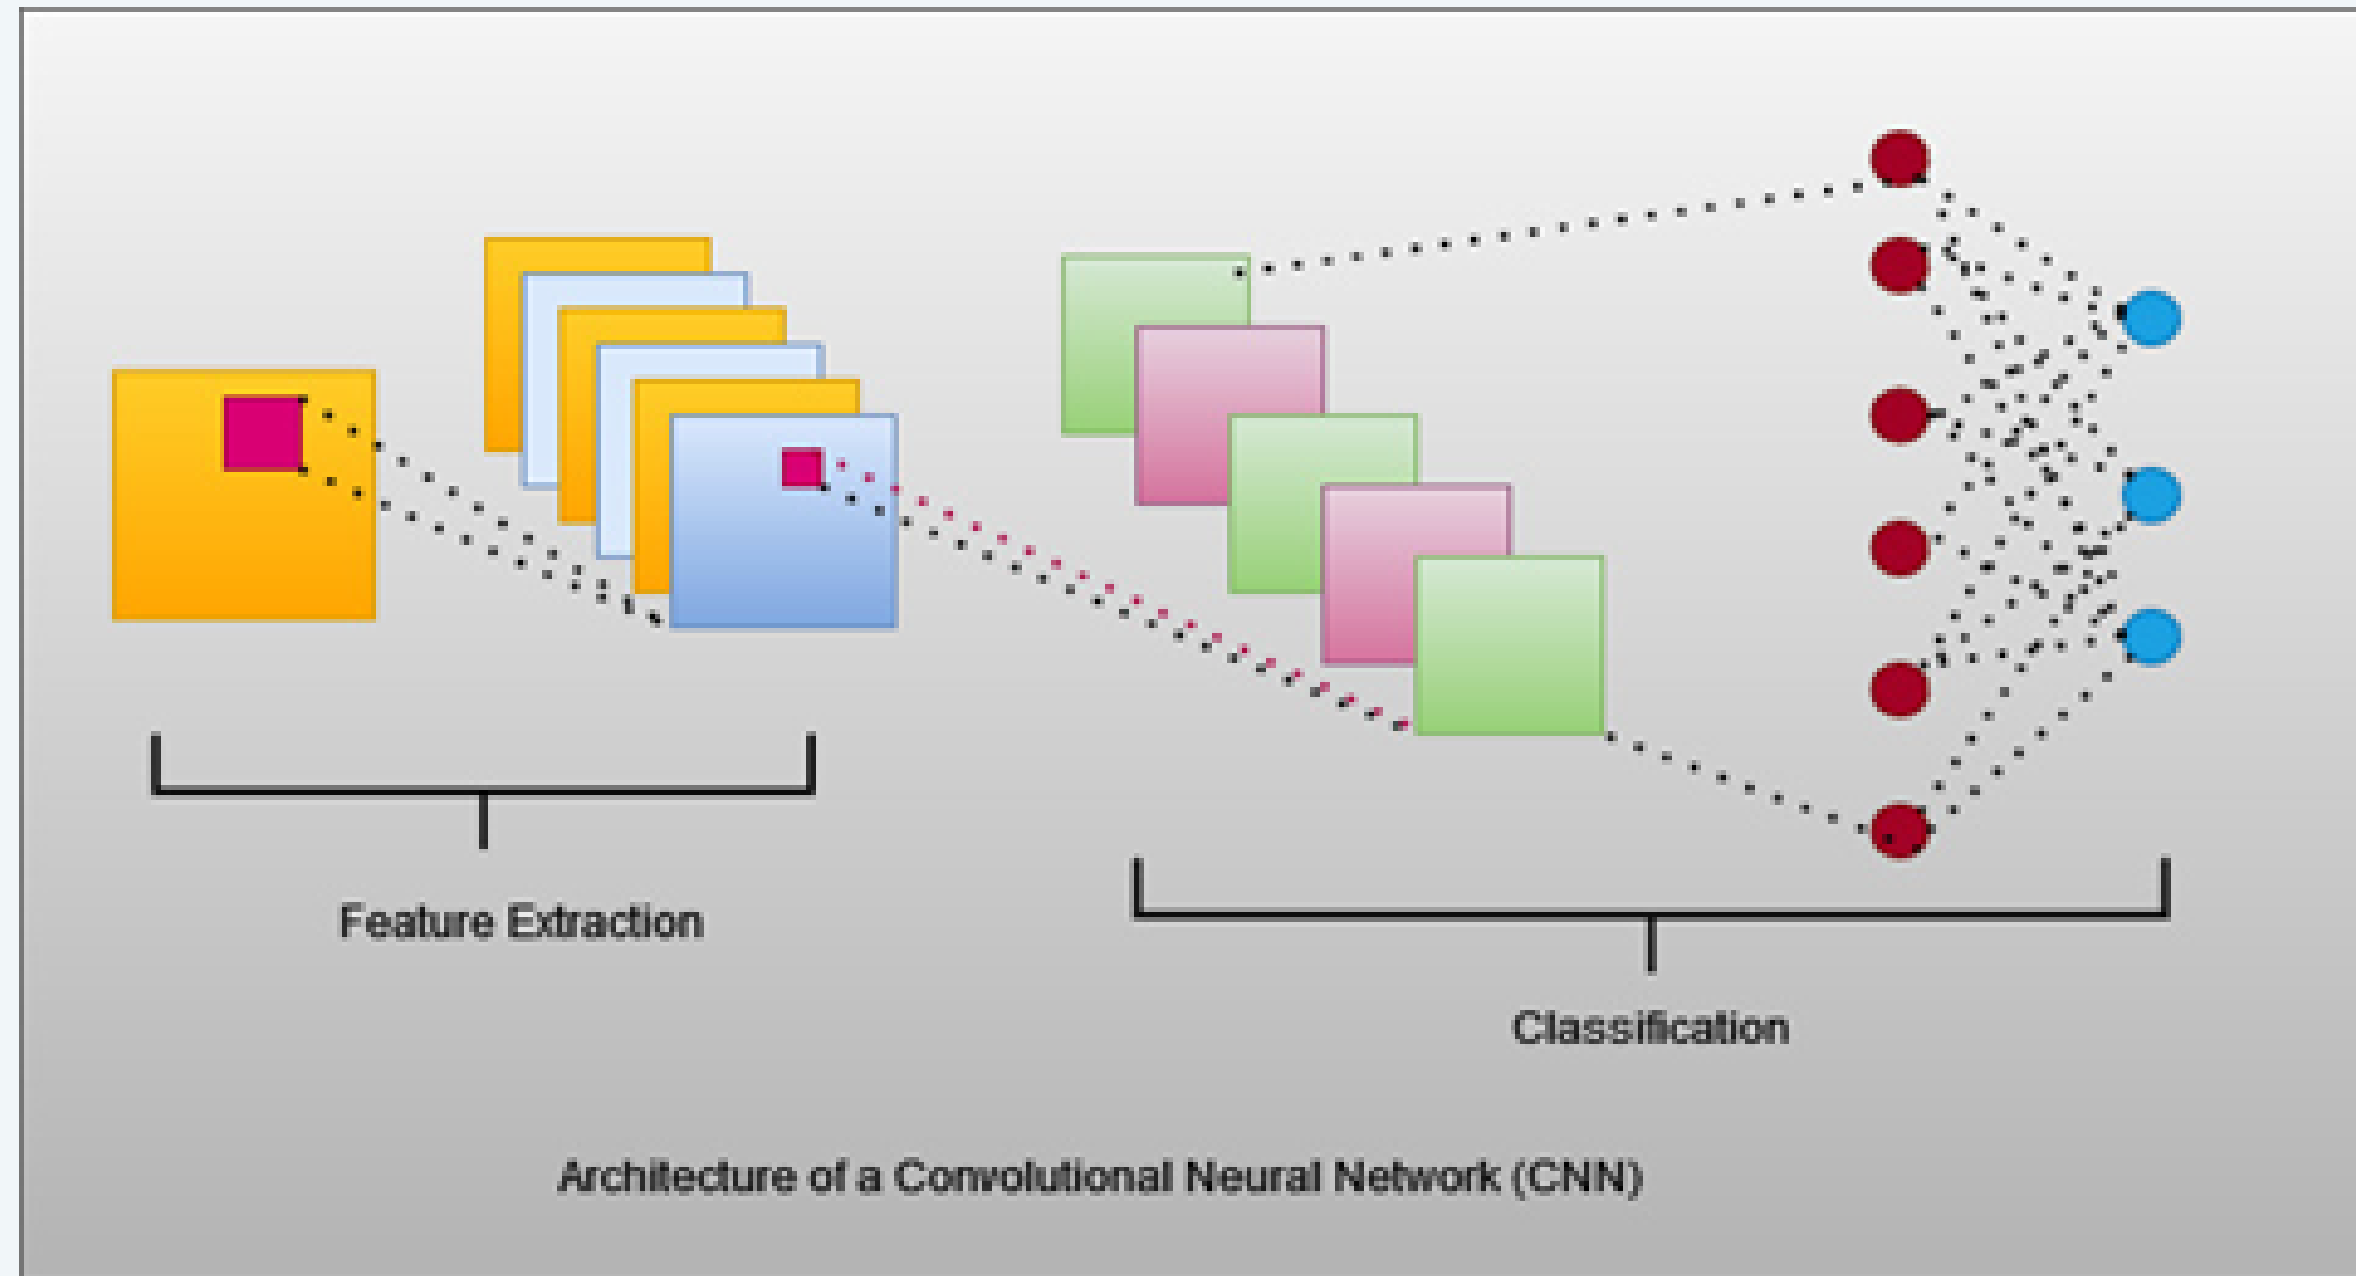 Feature Extraction
Classification
Architecture of a Convolutional Neural Network (CNN)